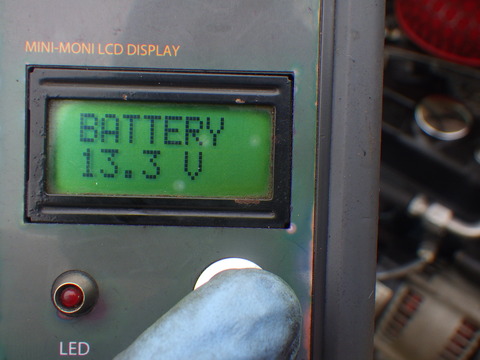 MINI-MONI LCD DISPLAY
BATTERY
13.3 V
LED